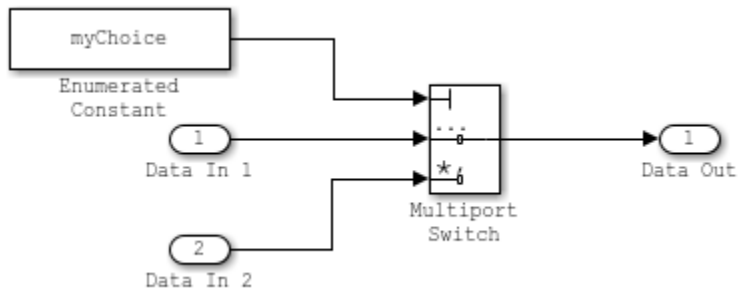 myChoice
Enumerated
Constant
1
Data In 1
...
*,
1
Data Out
Multiport
Switch
2
Data In 2